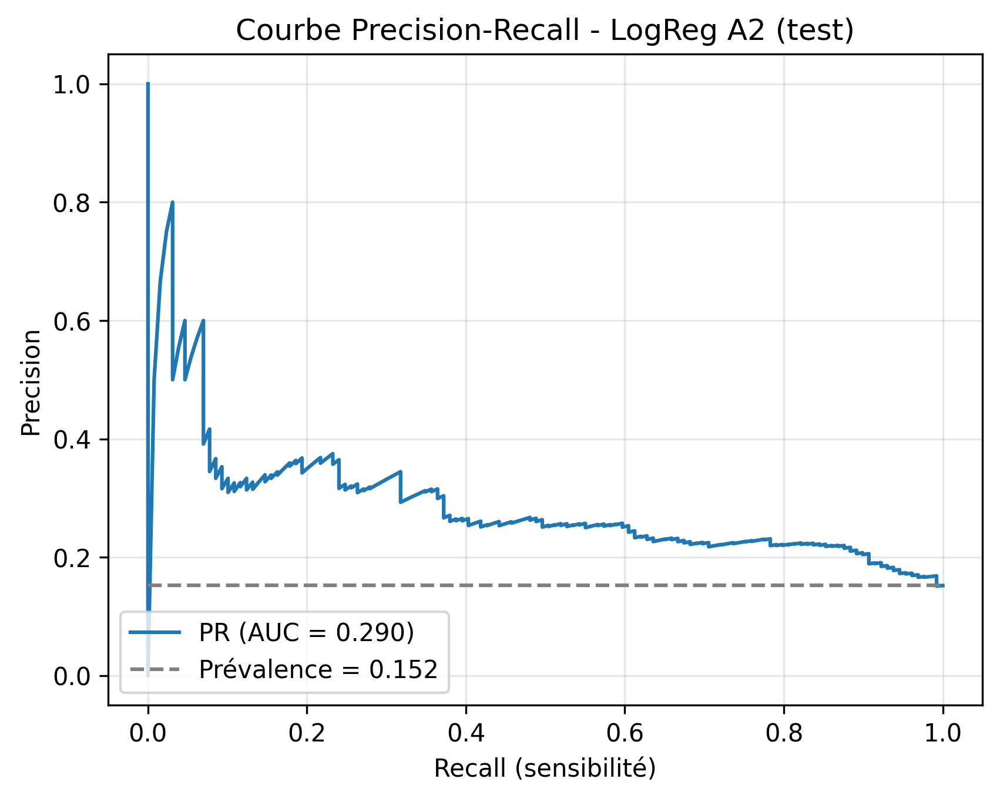 Courbe Precision-Recall - LogReg A2 (test)
1.0
0.8
0.6
0.4
0.2
0.0
Precision
PR (AUC = 0.290)
Prévalence = 0.152
0.0 0.2 0.4 0.6 0.8 1.0
Recall (sensibilité)